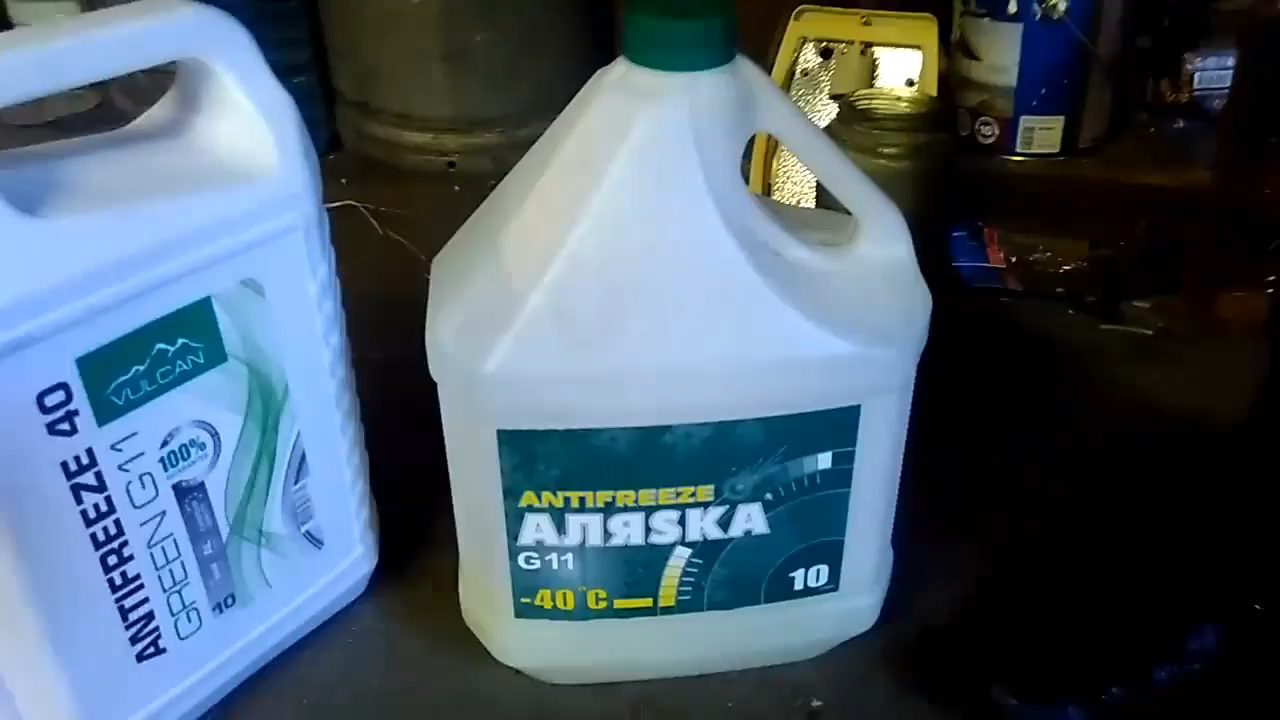 VULCAN
ANTIFREEZE 40
GREEN G11
100%
10
ANTIFREEZE
АЛЯSKA
G11
-40°C
10